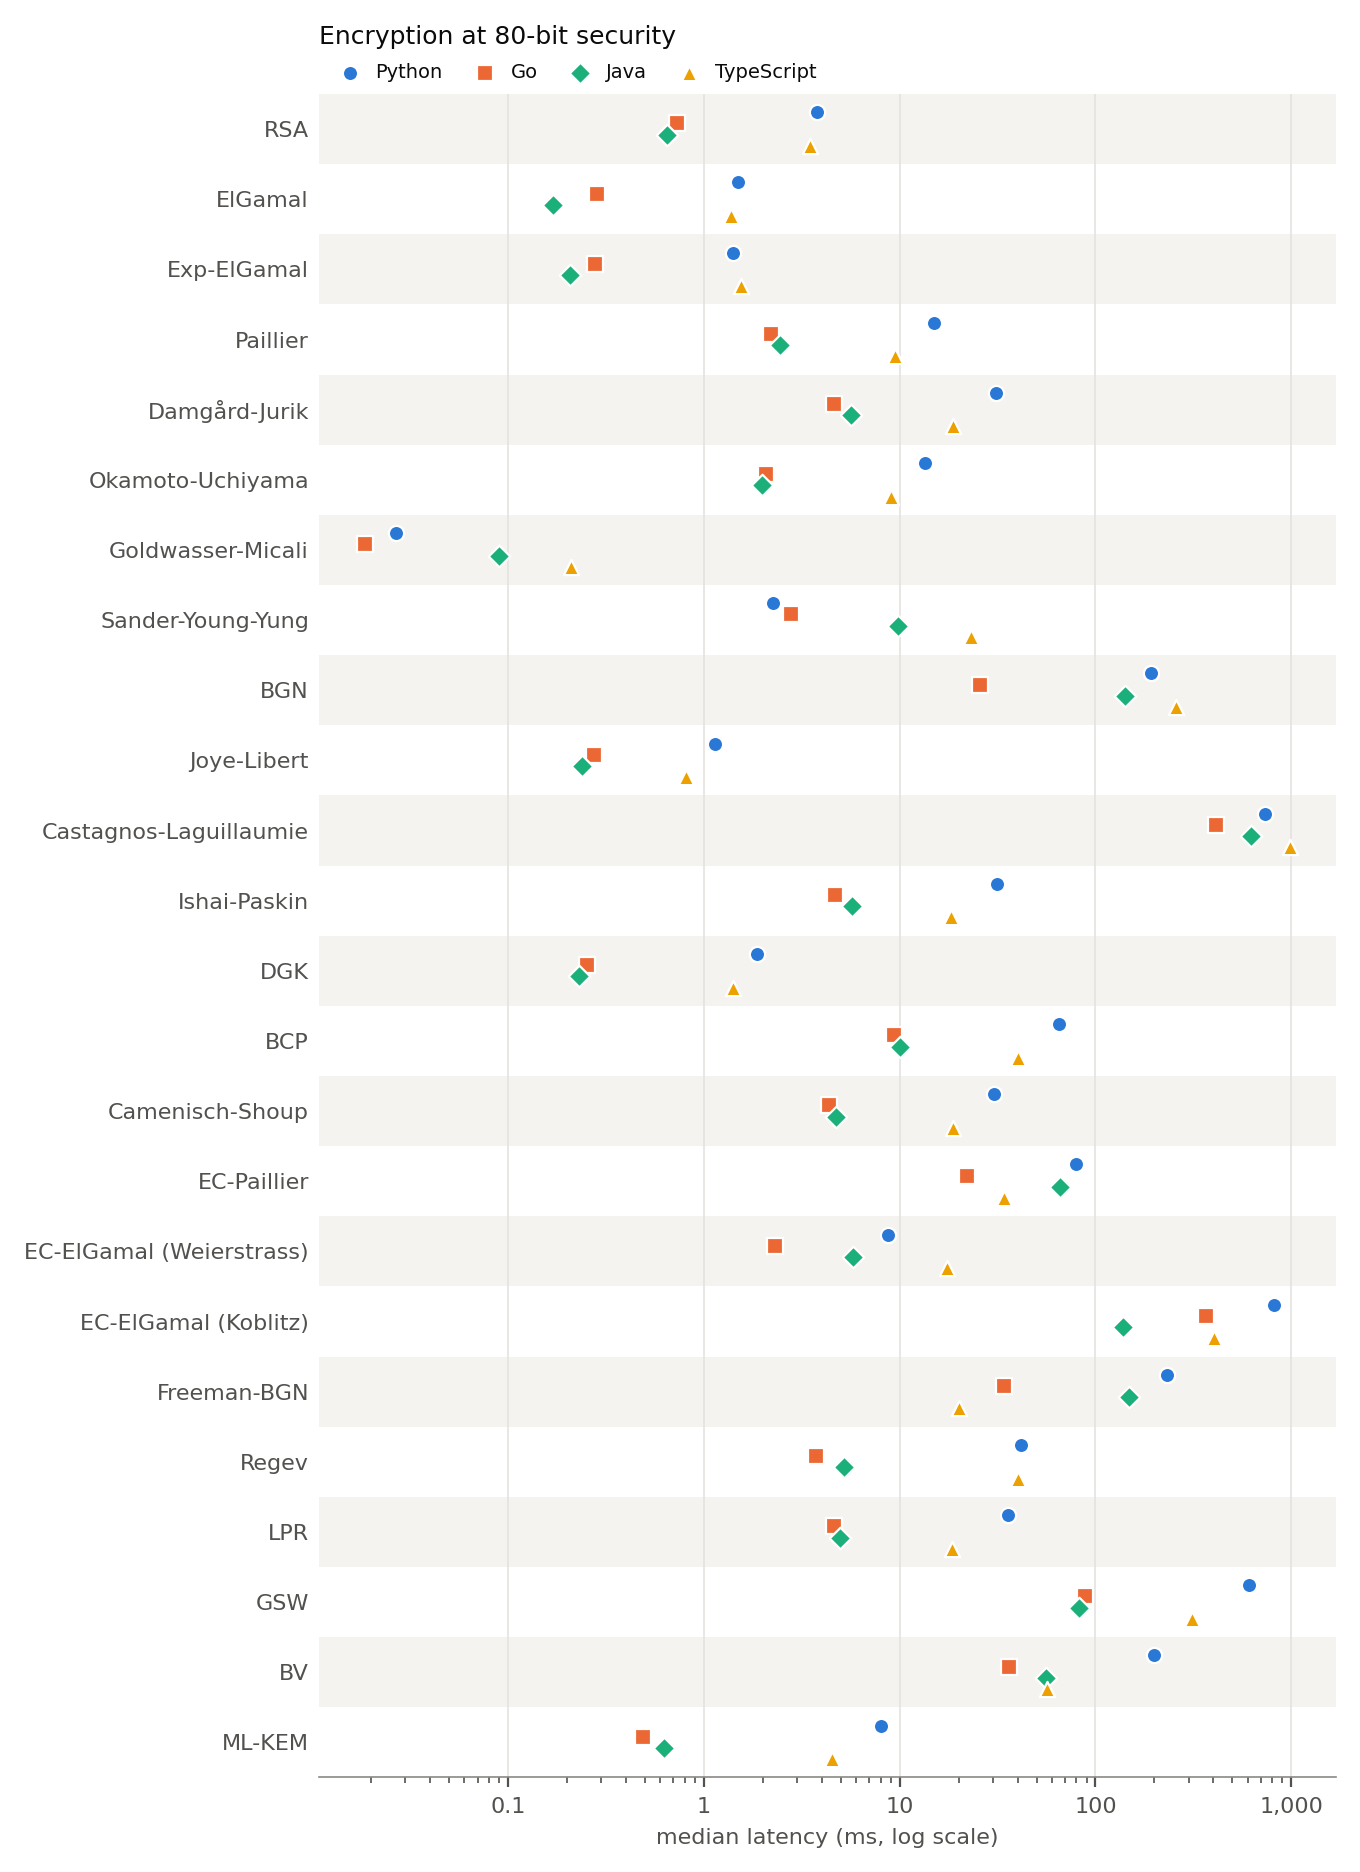 Encryption at 80-bit security
Python Go Java TypeScript
RSA
ElGamal
Exp-ElGamal
Paillier
Damgård-Jurik
Okamoto-Uchiyama
Goldwasser-Micali
Sander-Young-Yung
BGN
Joye-Libert
Castagnos-Laguillaumie
Ishai-Paskin
DGK
BCP
Camenisch-Shoup
EC-Paillier
EC-ElGamal (Weierstrass)
EC-ElGamal (Koblitz)
Freeman-BGN
Regev
LPR
GSW
BV
ML-KEM
0.1 1 10 100 1,000
median latency (ms, log scale)